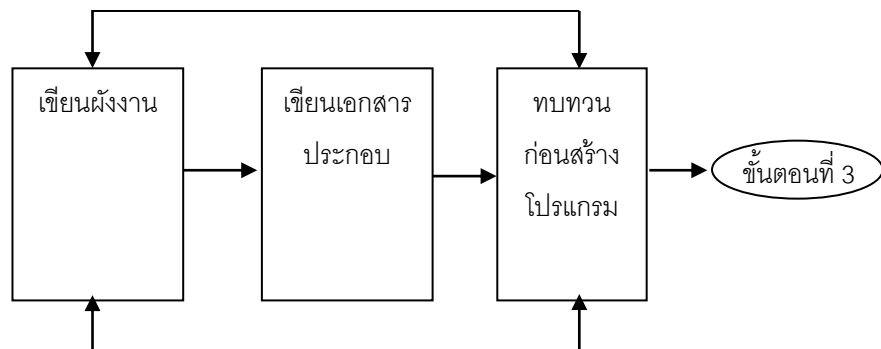 เขียนผังงาน
เขียนเอกสาร
ประกอบ
ทบทวน
ก่อนสร้าง
โปรแกรม
ขั้นตอนที่ 3